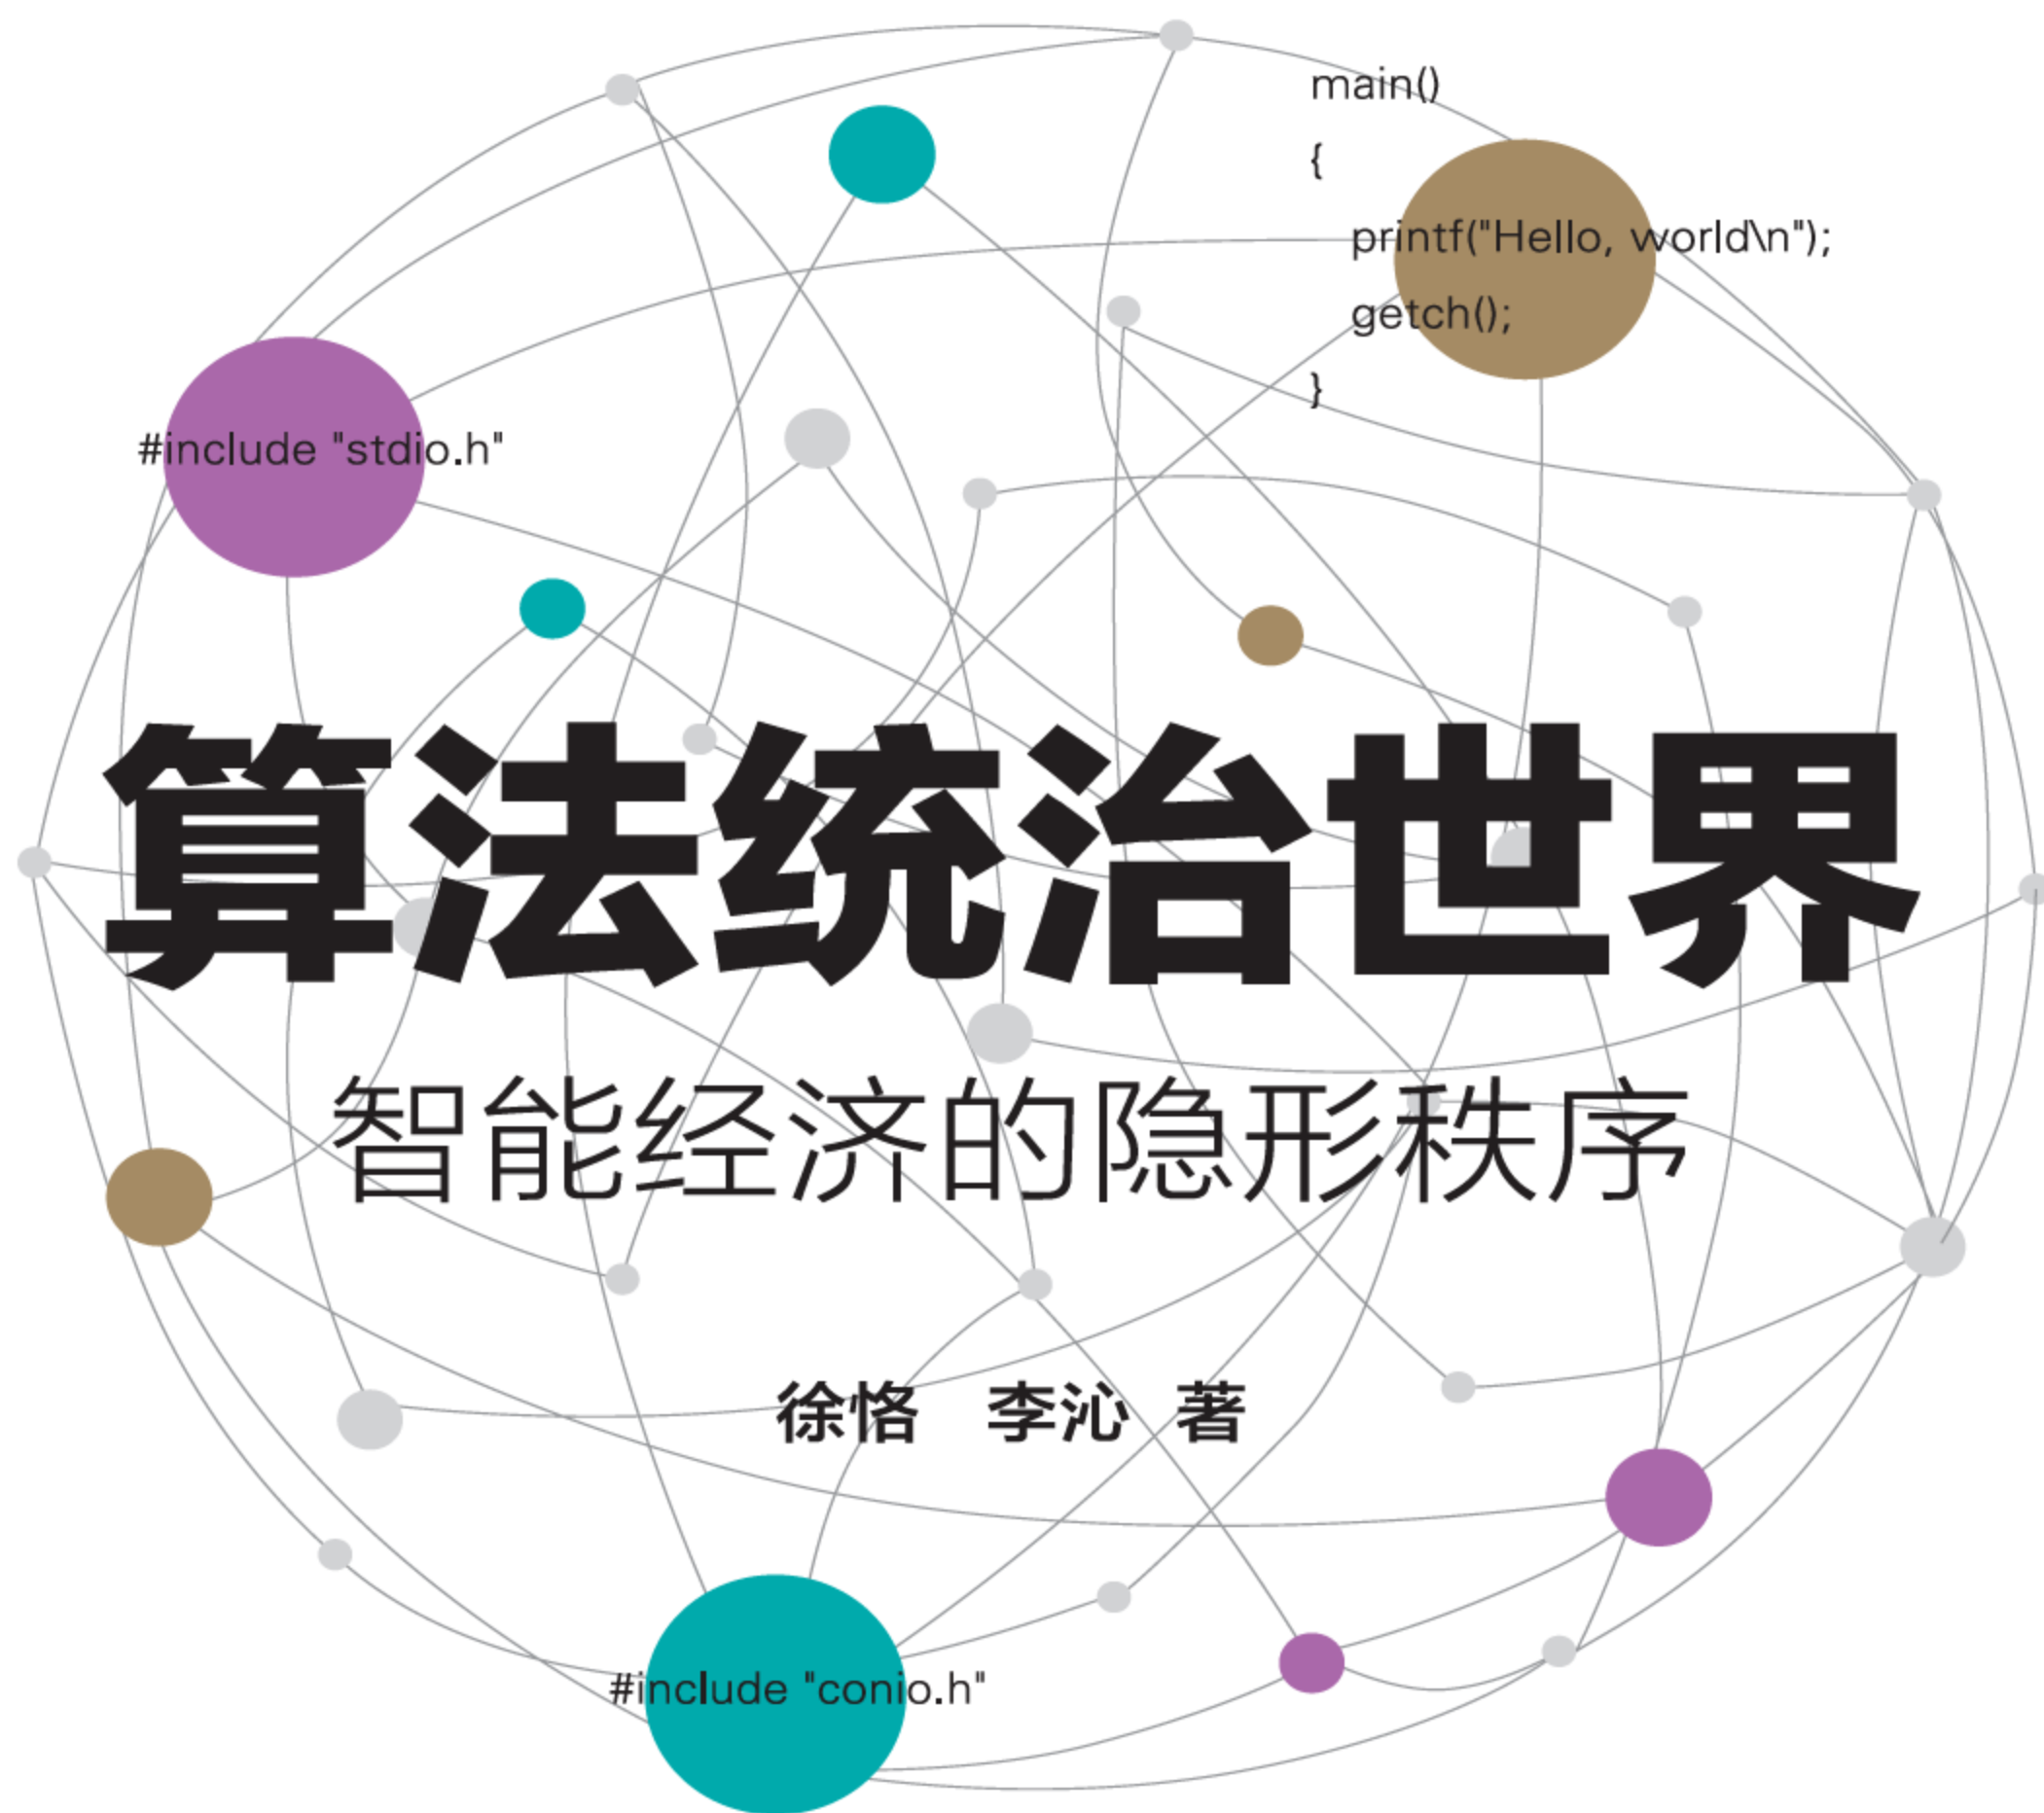 main()
{
printf("Hello, world\n");
getch();
}
#include "stdio.h"
算法统治世界
智能经济的隐形秩序
徐恪 李沁 著
#include "conio.h"